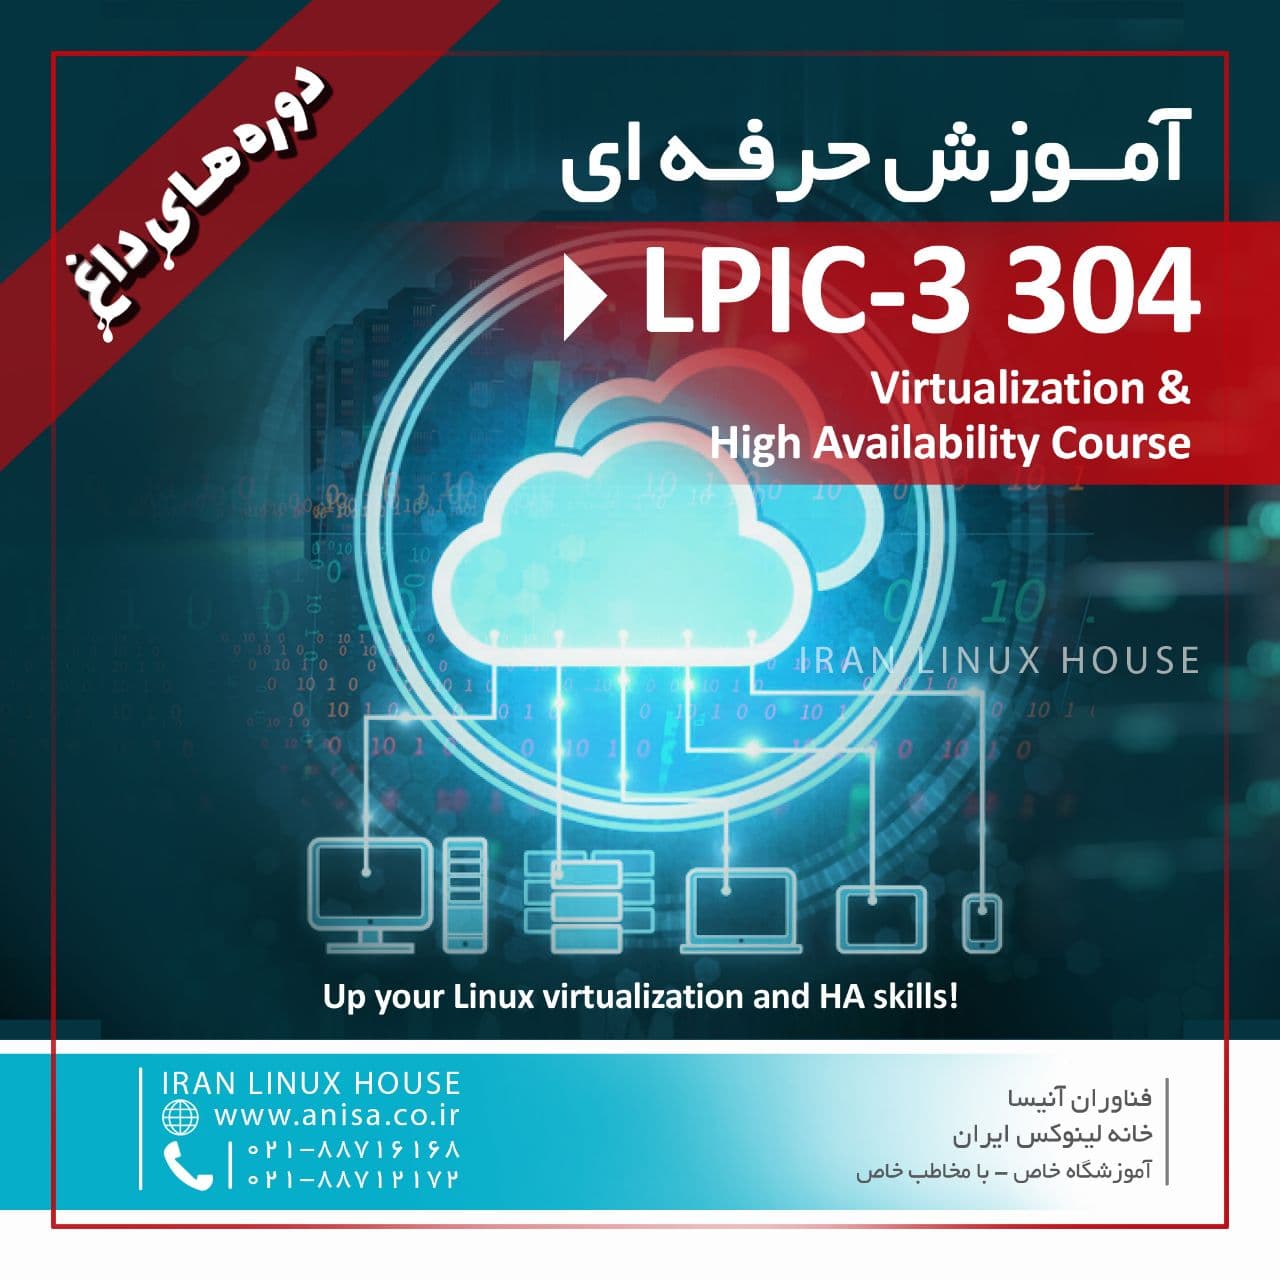 دوره‌های داغ
آموزش حرفه ای
LPIC-3 304
Virtualization &
High Availability Course
IRAN LINUX HOUSE
Up your Linux virtualization and HA skills!
IRAN LINUX HOUSE
www.anisa.co.ir
۰۲۱-۸۸۷۱۶۱۶۸
۰۲۱-۸۸۷۱۲۱۷۲
فناوران آنیسا
خانه لینوکس ایران
آموزشگاه خاص - با مخاطب خاص